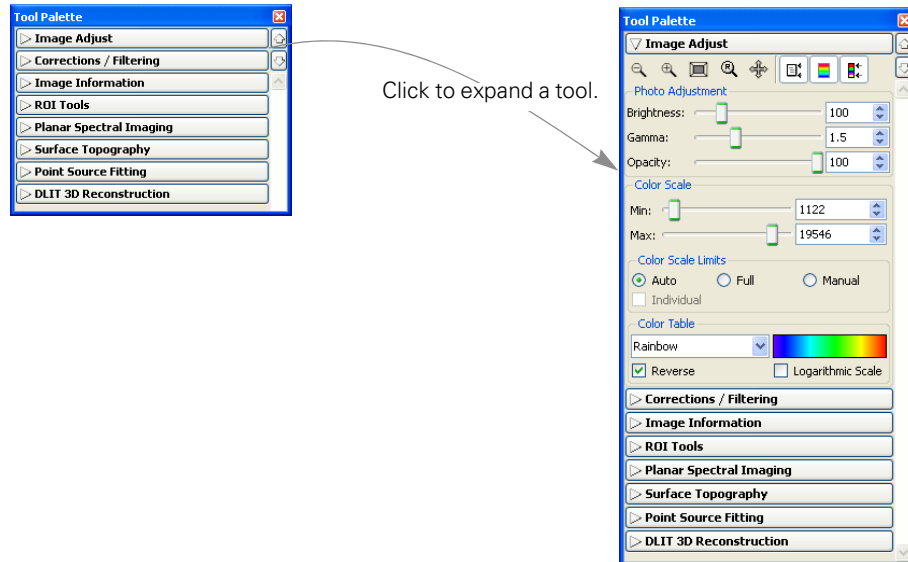 Tool Palette
Image Adjust
Corrections / Filtering
Image Information
ROI Tools
Planar Spectral Imaging
Surface Topography
Point Source Fitting
DLIT 3D Reconstruction
Click to expand a tool.
Tool Palette
Image Adjust
Photo Adjustment
Brightness: 100
Gamma: 1.5
Opacity: 100
Color Scale
Min: 1122
Max: 19546
Color Scale Limits
Auto Full Manual
Individual
Color Table
Rainbow
Reverse Logarithmic Scale
Corrections / Filtering
Image Information
ROI Tools
Planar Spectral Imaging
Surface Topography
Point Source Fitting
DLIT 3D Reconstruction